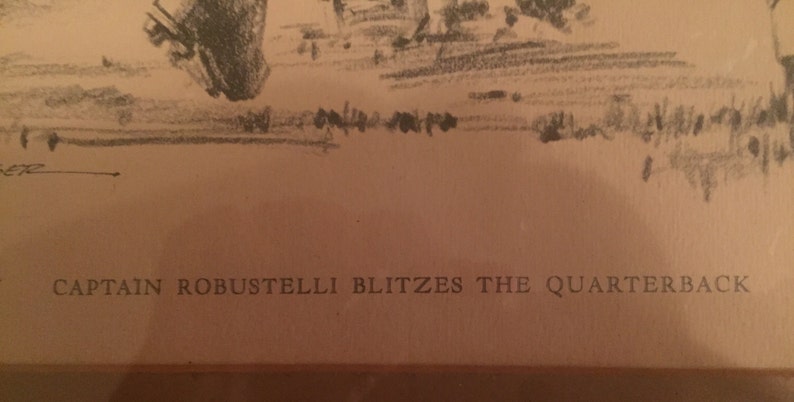 CAPTAIN ROBUSTELLI BLITZES THE QUARTERBACK